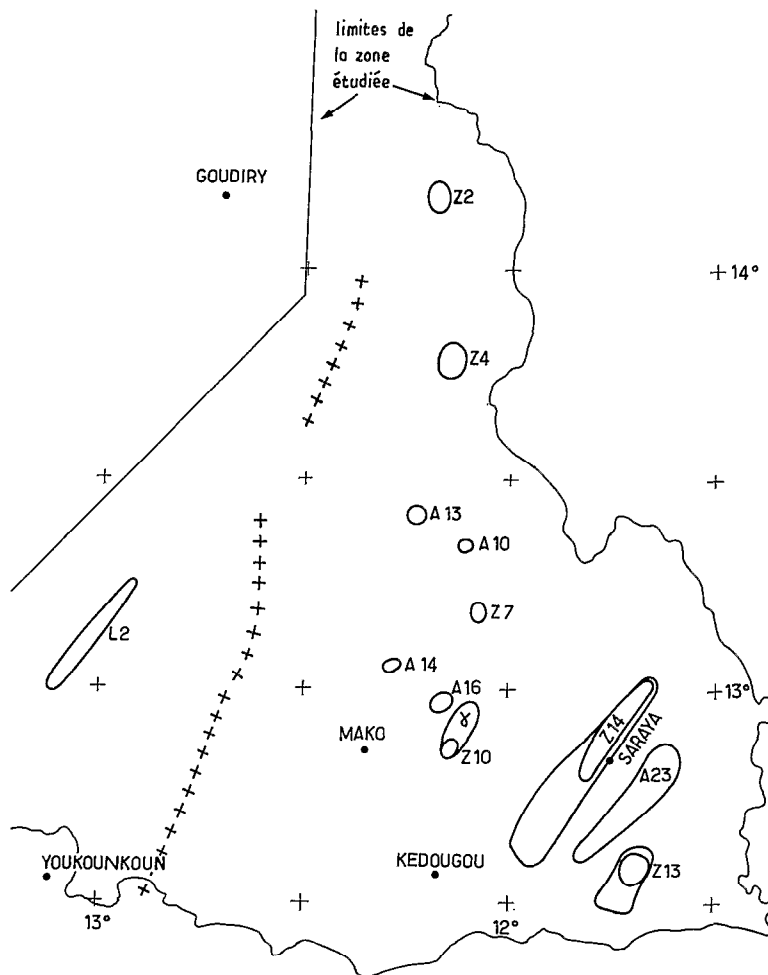 limites de
la zone
étudiée
GOUDIRY
Z2
14°
Z4
A 13
A 10
Z7
L2
A 14
A16
13°
γ
Z14
MAKO
Z10
SARAYA
A23
YOUKOUNKOUN
KEDOUGOU
Z13
13°
12°